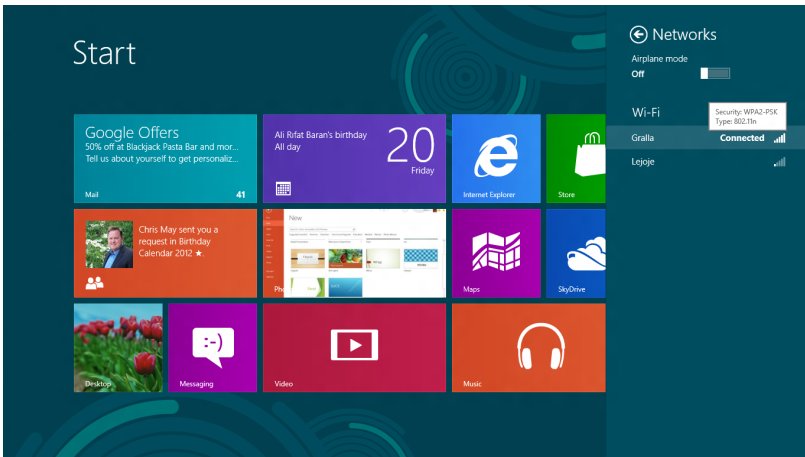 Start
Google Offers
50% off at Blackjack Pasta Bar and mor...
Tell us about yourself to get personaliz...
Mail
41
Ali Rifat Baran's birthday
All day
20
Friday
Internet Explorer
Store
Chris May sent you a
request in Birthday
Calendar 2012 ★.
New
Pho
Maps
SkyDrive
Desktop
:-)
Messaging
Video
Music
Networks
Airplane mode
Off
Wi-Fi
Security: WPA2-PSK
Type: 802.11n
Gralla
Connected
Lejoje